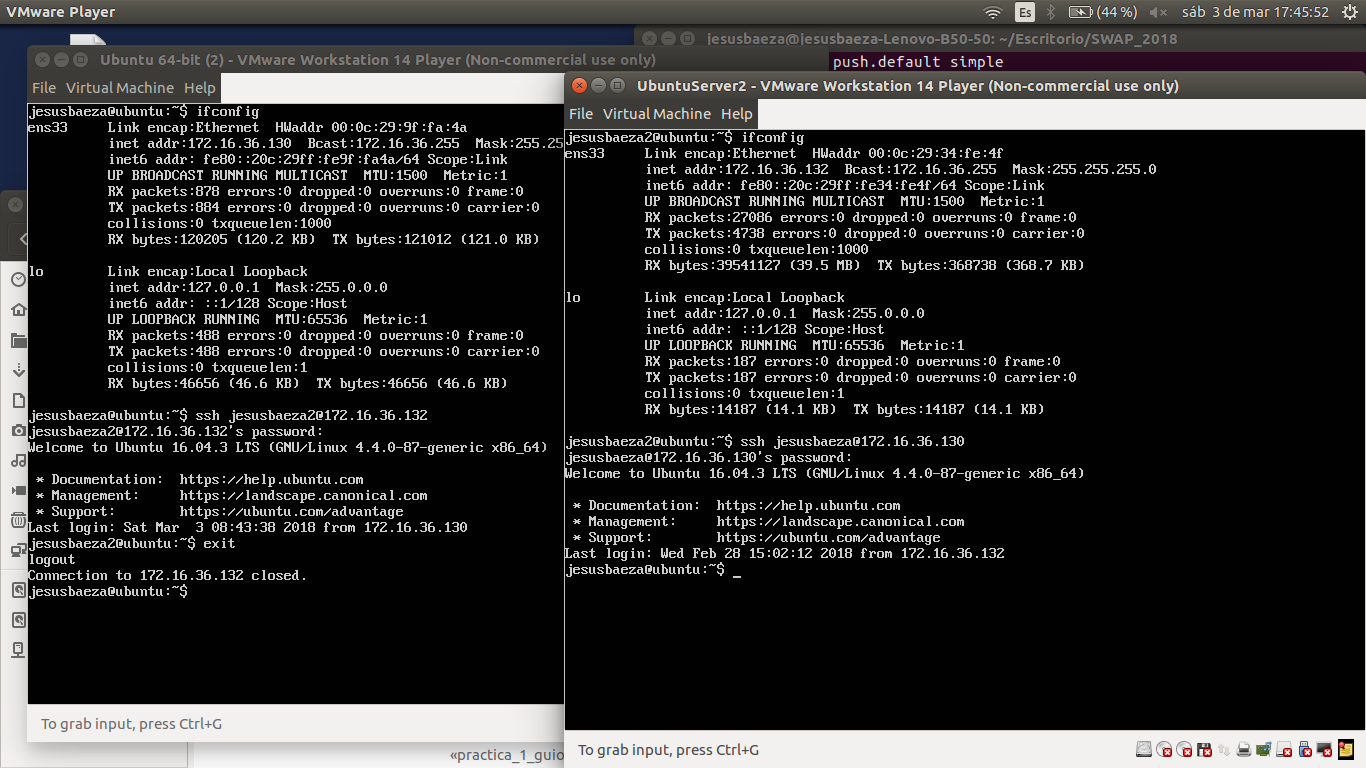 VMware Player
Es
(44 %)
sáb 3 de mar 17:45:52
jesusbaeza@jesusbaeza-Lenovo-B50-50: ~/Escritorio/SWAP_2018
push.default simple
Ubuntu 64-bit (2) - VMware Workstation 14 Player (Non-commercial use only)
File Virtual Machine Help
jesusbaeza@ubuntu:~$ ifconfig
ens33 Link encap:Ethernet HWaddr 00:0c:29:9f:fa:4a
inet addr:172.16.36.130 Bcast:172.16.36.255 Mask:255.25
inet6 addr: fe80::20c:29ff:fe9f:fa4a/64 Scope:Link
UP BROADCAST RUNNING MULTICAST MTU:1500 Metric:1
RX packets:878 errors:0 dropped:0 overruns:0 frame:0
TX packets:884 errors:0 dropped:0 overruns:0 carrier:0
collisions:0 txqueuelen:1000
RX bytes:120205 (120.2 KB) TX bytes:121012 (121.0 KB)
lo Link encap:Local Loopback
inet addr:127.0.0.1 Mask:255.0.0.0
inet6 addr: ::1/128 Scope:Host
UP LOOPBACK RUNNING MTU:65536 Metric:1
RX packets:488 errors:0 dropped:0 overruns:0 frame:0
TX packets:488 errors:0 dropped:0 overruns:0 carrier:0
collisions:0 txqueuelen:1
RX bytes:46656 (46.6 KB) TX bytes:46656 (46.6 KB)
jesusbaeza@ubuntu:~$ ssh jesusbaeza2@172.16.36.132
jesusbaeza2@172.16.36.132's password:
Welcome to Ubuntu 16.04.3 LTS (GNU/Linux 4.4.0-87-generic x86_64)
* Documentation: https://help.ubuntu.com
* Management: https://landscape.canonical.com
* Support: https://ubuntu.com/advantage
Last login: Sat Mar 3 08:43:38 2018 from 172.16.36.130
jesusbaeza2@ubuntu:~$ exit
logout
Connection to 172.16.36.132 closed.
jesusbaeza@ubuntu:~$
To grab input, press Ctrl+G
«practica_1_guio
UbuntuServer2 - VMware Workstation 14 Player (Non-commercial use only)
File Virtual Machine Help
jesusbaeza2@ubuntu:~$ ifconfig
ens33 Link encap:Ethernet HWaddr 00:0c:29:34:fe:4f
inet addr:172.16.36.132 Bcast:172.16.36.255 Mask:255.255.255.0
inet6 addr: fe80::20c:29ff:fe34:fe4f/64 Scope:Link
UP BROADCAST RUNNING MULTICAST MTU:1500 Metric:1
RX packets:27086 errors:0 dropped:0 overruns:0 frame:0
TX packets:4738 errors:0 dropped:0 overruns:0 carrier:0
collisions:0 txqueuelen:1000
RX bytes:39541127 (39.5 MB) TX bytes:368738 (368.7 KB)
lo Link encap:Local Loopback
inet addr:127.0.0.1 Mask:255.0.0.0
inet6 addr: ::1/128 Scope:Host
UP LOOPBACK RUNNING MTU:65536 Metric:1
RX packets:187 errors:0 dropped:0 overruns:0 frame:0
TX packets:187 errors:0 dropped:0 overruns:0 carrier:0
collisions:0 txqueuelen:1
RX bytes:14187 (14.1 KB) TX bytes:14187 (14.1 KB)
jesusbaeza2@ubuntu:~$ ssh jesusbaeza@172.16.36.130
jesusbaeza@172.16.36.130's password:
Welcome to Ubuntu 16.04.3 LTS (GNU/Linux 4.4.0-87-generic x86_64)
* Documentation: https://help.ubuntu.com
* Management: https://landscape.canonical.com
* Support: https://ubuntu.com/advantage
Last login: Wed Feb 28 15:02:12 2018 from 172.16.36.132
jesusbaeza@ubuntu:~$ _
To grab input, press Ctrl+G